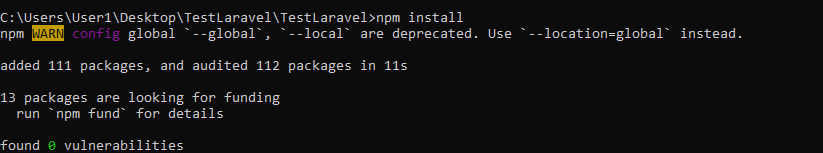 C:\Users\User1\Desktop\TestLaravel\TestLaravel>npm install
npm WARN config global `--global`, `--local` are deprecated. Use `--location=global` instead.
added 111 packages, and audited 112 packages in 11s
13 packages are looking for funding
run `npm fund` for details
found 0 vulnerabilities